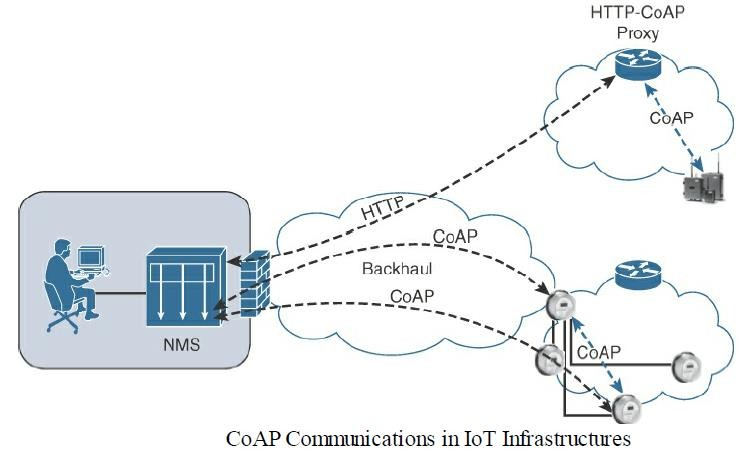 HTTP-CoAP
Proxy
CoAP
HTTP
CoAP
Backhaul
CoAP
NMS
CoAP
CoAP Communications in IoT Infrastructures